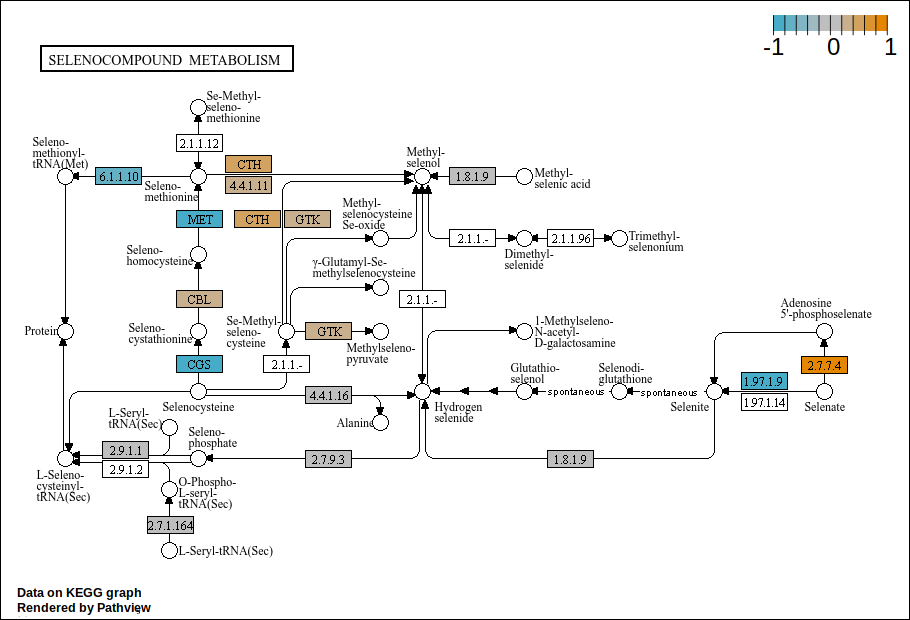 -1 0 1
SELENOCOMPOUND METABOLISM
Se-Methyl-
seleno-
methionine
2.1.1.12
Seleno-
methionyl-
tRNA(Met)
6.1.1.10
Seleno-
methionine
CTH
4.4.1.11
Methyl-
selenol
1.8.1.9
Methyl-
selenic acid
MET
CTH
GTK
Methyl-
selenocysteine
Se-oxide
2.1.1.-
Dimethyl-
selenide
2.1.1.96
Trimethyl-
selenonium
Seleno-
homocysteine
γ-Glutamyl-Se-
methylselenocysteine
CBL
2.1.1.-
Adenosine
5'-phosphoselenate
Protein
Seleno-
cystathionine
Se-Methyl-
seleno-
cysteine
GTK
Methylseleno-
pyruvate
1-Methylseleno-
N-acetyl-
D-galactosamine
CGS
2.1.1.-
Glutathio-
selenol
Selenodi-
glutathione
2.7.7.4
1.97.1.9
1.97.1.14
spontaneous
spontaneous
Selenocysteine
4.4.1.16
Alanine
Hydrogen
selenide
Selenite
Selenate
L-Seryl-
tRNA(Sec)
Seleno-
phosphate
2.9.1.1
2.9.1.2
2.7.9.3
1.8.1.9
L-Seleno-
cysteinyl-
tRNA(Sec)
O-Phospho-
L-seryl-
tRNA(Sec)
2.7.1.164
L-Seryl-tRNA(Sec)
Data on KEGG graph
Rendered by Pathview